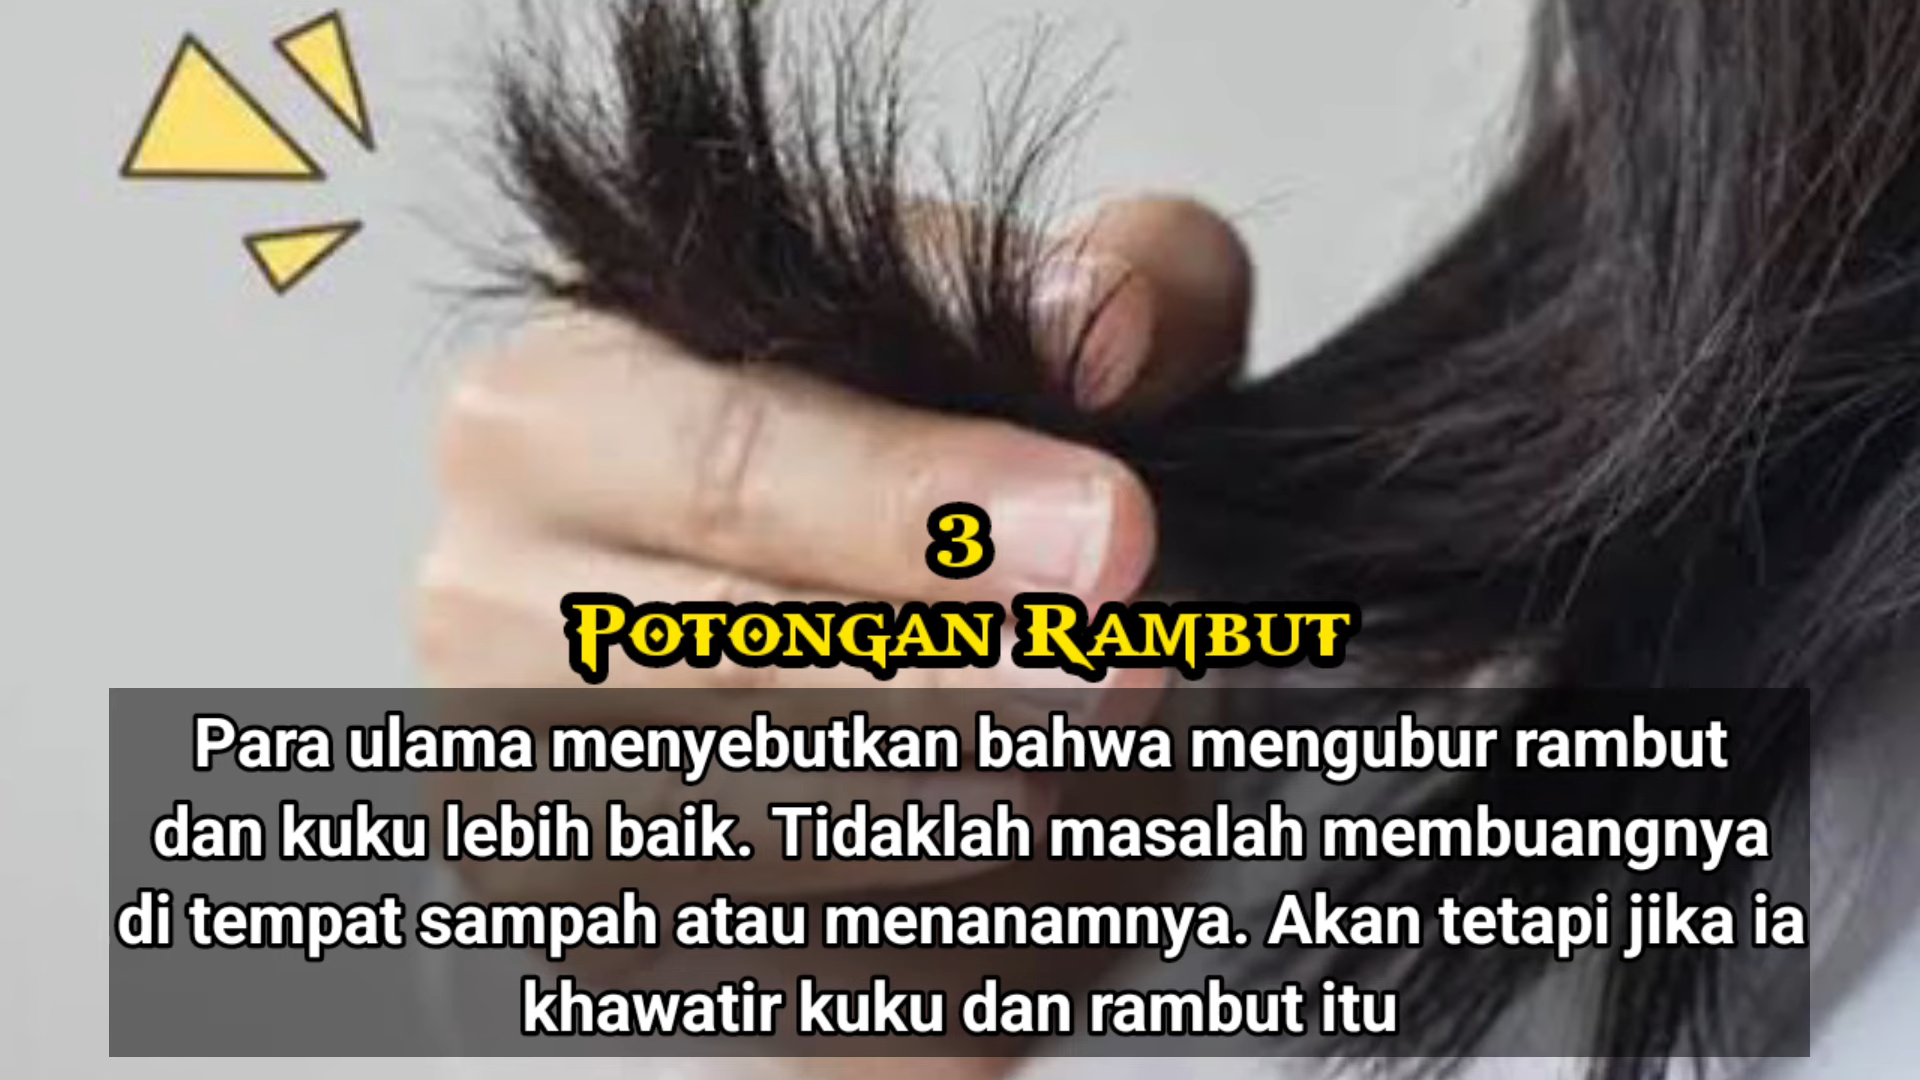 3
Potongan Rambut
Para ulama menyebutkan bahwa mengubur rambut
dan kuku lebih baik. Tidaklah masalah membuangnya
di tempat sampah atau menanamnya. Akan tetapi jika ia
khawatir kuku dan rambut itu